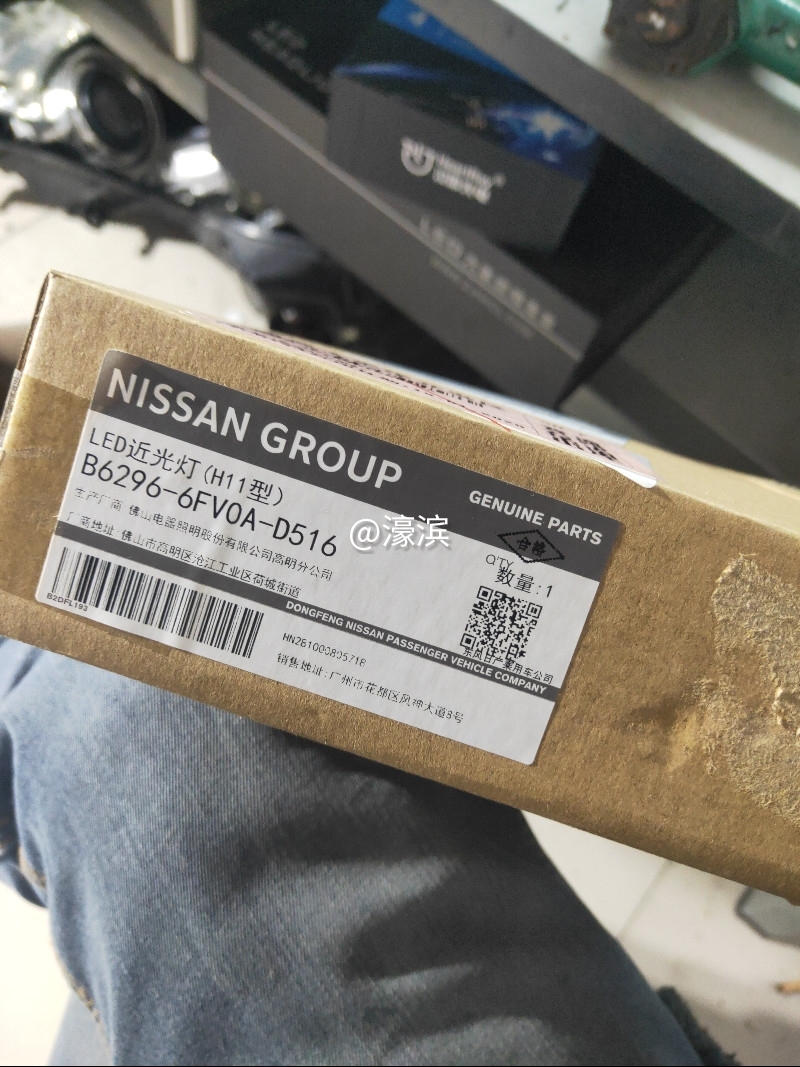 LED
NISSAN GROUP
GENUINE PARTS
LED近光灯(H11型)
B6296-6FV0A-D516
合格
生产厂商 佛山电器照明股份有限公司高明分公司
厂商地址 佛山市高明区沧江工业区荷城街道
QTY
数量:1
B2DFL193
东风日产乘用车公司
DONGFENG NISSAN PASSENGER VEHICLE COMPANY
销售地址:广州市花都区风神大道8号
@濠滨